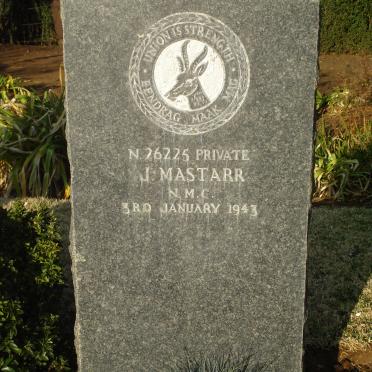 UNION IS STRENGTH
EENDRAG MAAK MAG
N 26225 PRIVATE
J. MASTARR
N. M. C.
3RD JANUARY 1943